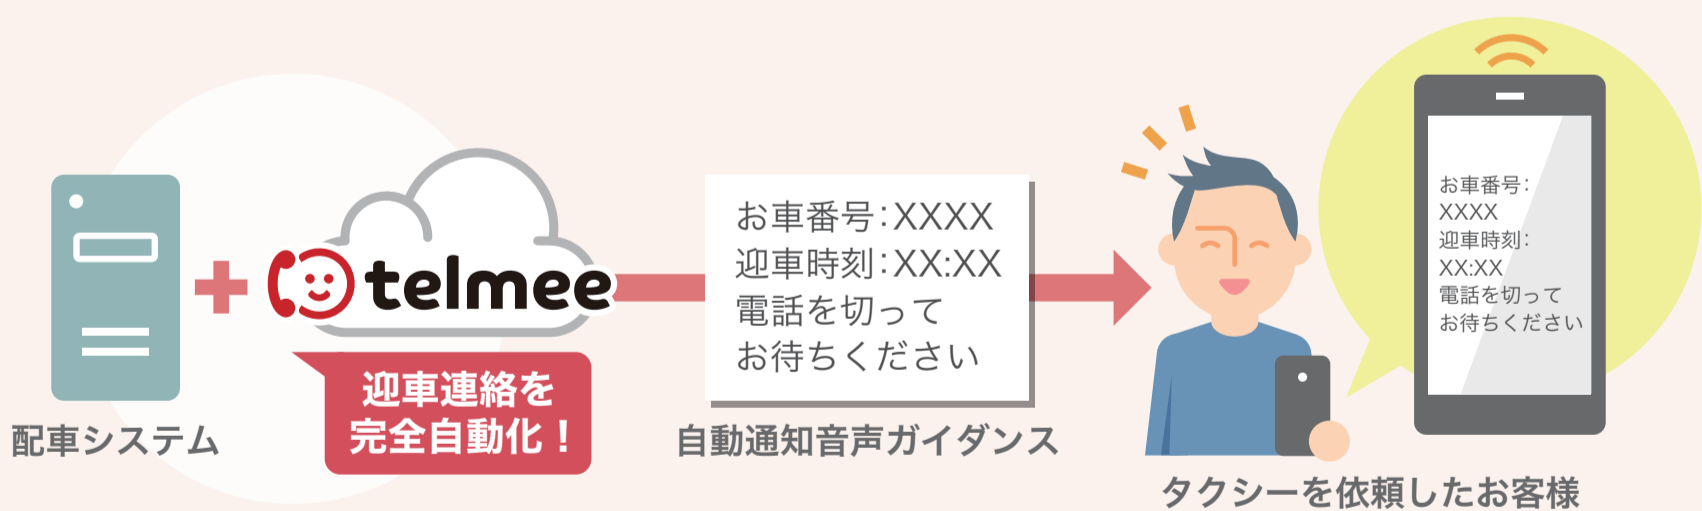 配車システム
telmee
迎車連絡を
完全自動化！
お車番号：XXXX
迎車時刻：XX:XX
電話を切って
お待ちください
自動通知音声ガイダンス
お車番号：
XXXX
迎車時刻：
XX:XX
電話を切って
お待ちください
タクシーを依頼したお客様